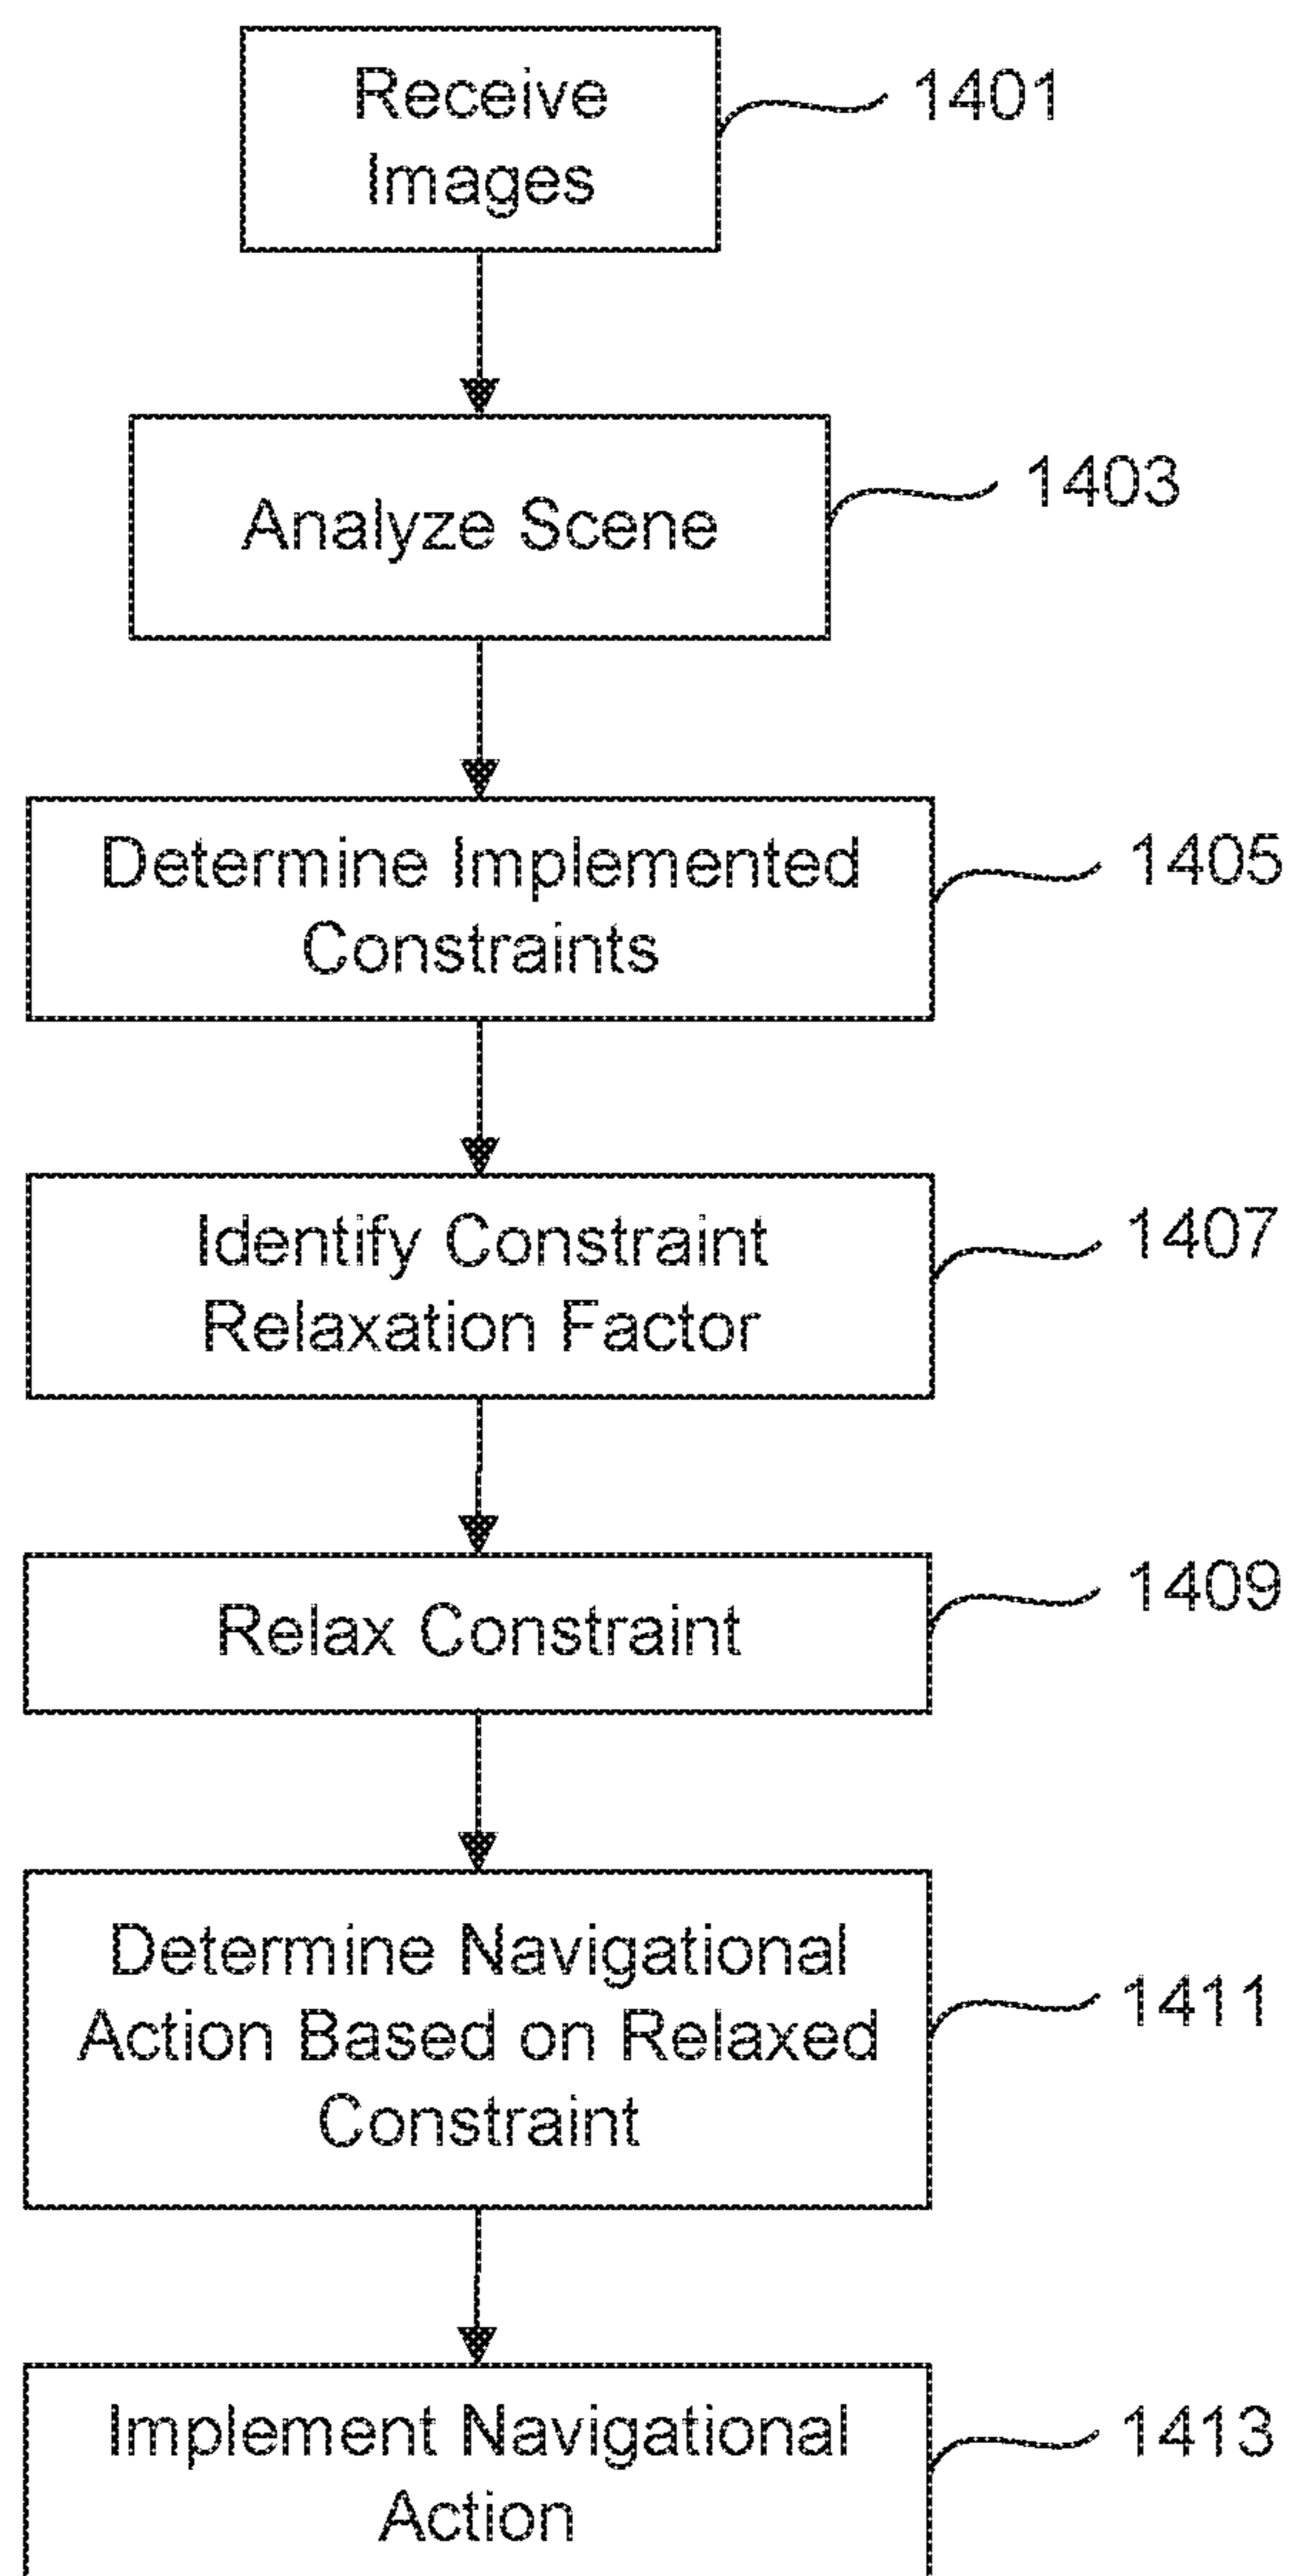 Receive
Images
1401
Analyze Scene
1403
Determine Implemented
Constraints
1405
Identify Constraint
Relaxation Factor
1407
Relax Constraint
1409
Determine Navigational
Action Based on Relaxed
Constraint
1411
Implement Navigational
Action
1413